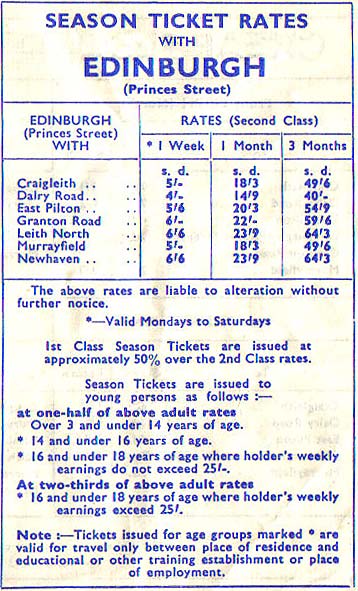 SEASON TICKET RATES
WITH
EDINBURGH
(Princes Street)
EDINBURGH (Princes Street) WITH
RATES (Second Class)
* 1 Week 1 Month 3 Months
s. d. s. d. s. d.
Craigleith .. .. 5/- 18/3 49/6
Dalry Road .. .. 4/- 14/9 40/-
East Pilton .. .. 5/6 20/3 54/9
Granton Road .. 6/- 22/- 59/6
Leith North .. .. 6/6 23/9 64/3
Murrayfield .. 5/- 18/3 49/6
Newhaven .. .. 6/6 23/9 64/3
The above rates are liable to alteration without
further notice.
*—Valid Mondays to Saturdays
1st Class Season Tickets are issued at
approximately 50% over the 2nd Class rates.
Season Tickets are issued to
young persons as follows :—
at one-half of above adult rates
Over 3 and under 14 years of age.
* 14 and under 16 years of age.
* 16 and under 18 years of age where holder's weekly
earnings do not exceed 25/-.
At two-thirds of above adult rates
* 16 and under 18 years of age where holder's weekly
earnings exceed 25/-.
Note :—Tickets issued for age groups marked * are
valid for travel only between place of residence and
educational or other training establishment or place
of employment.